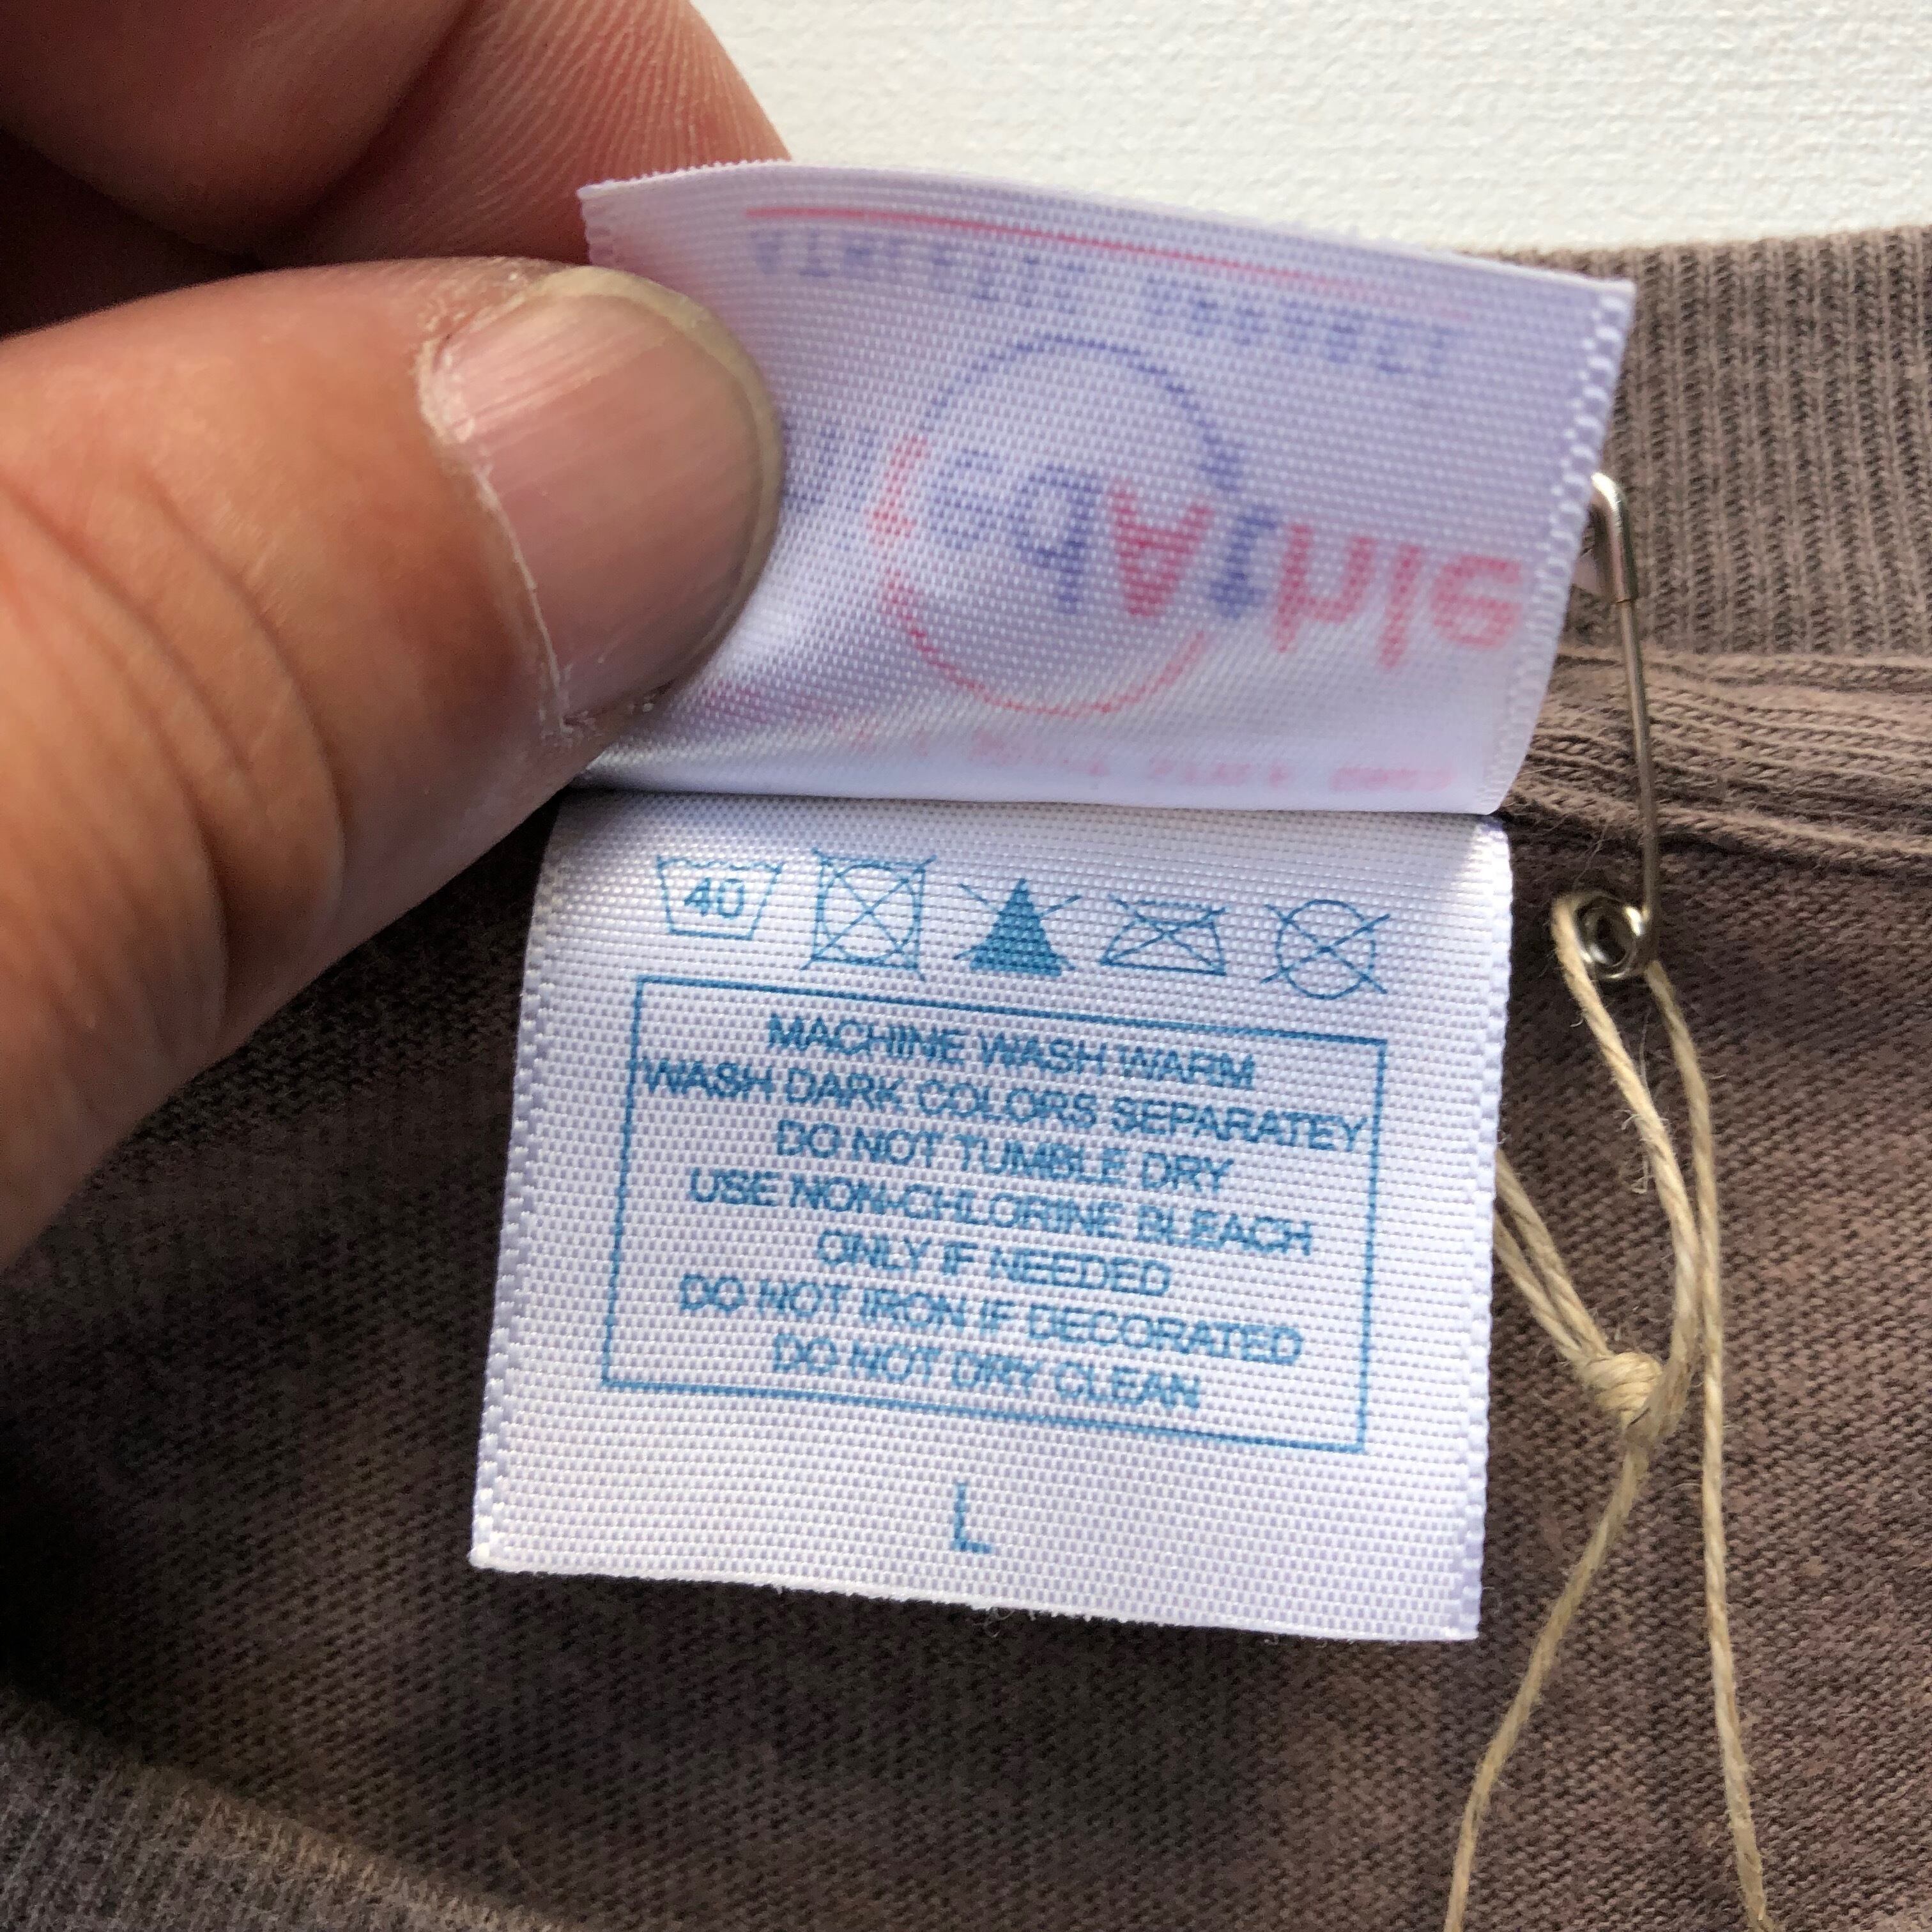 40
MACHIINE WASH WARM
WASH DARK COLORS SEPARATEY
DO NOT TUMBLE DRY
USE NON-CHLORINE BLEACH
ONLY IF NEEDED
DO NOT IRON IF DECORATED
DO NOT DRY CLEAN
L